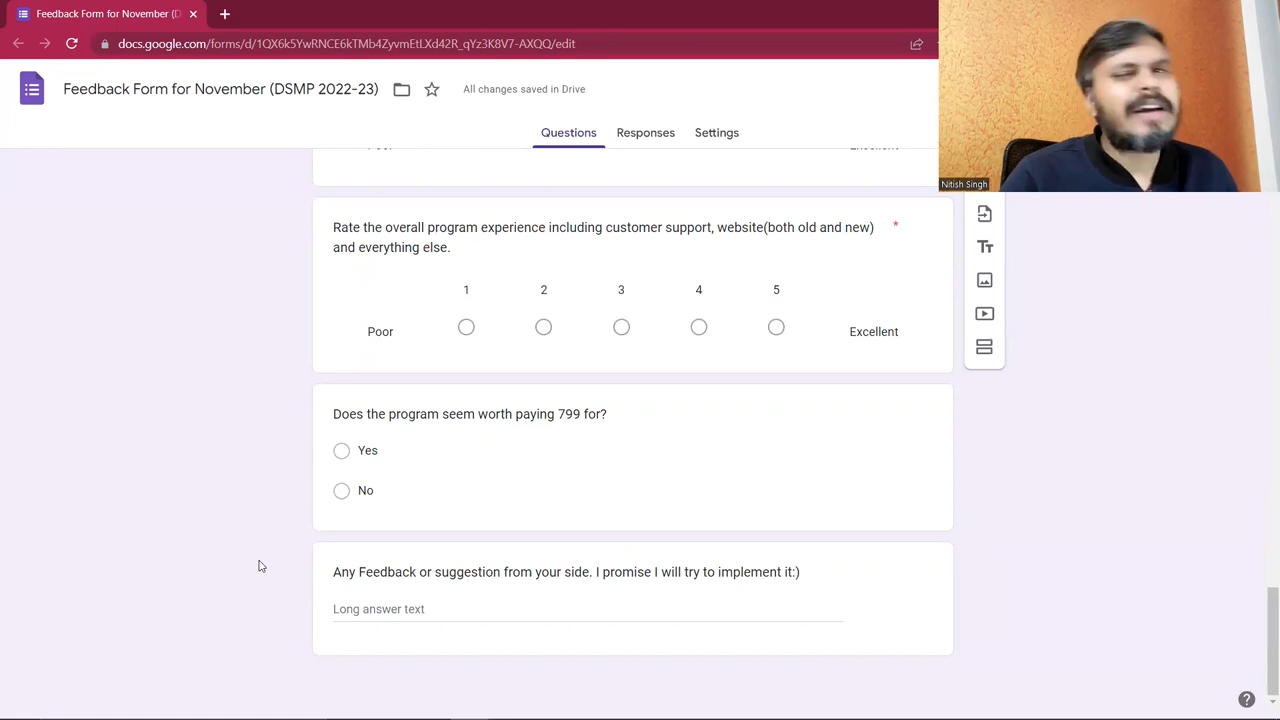 Feedback Form for November (D
docs.google.com/forms/d/1QX6k5YwRNCE6kTMb4ZyvmEtLXd42R_qYz3K8V7-AXQQ/edit
Feedback Form for November (DSMP 2022-23)
All changes saved in Drive
Questions
Responses
Settings
Nitish Singh
Poor
Excellent
Rate the overall program experience including customer support, website(both old and new) *
and everything else.
1 2 3 4 5
Poor
Excellent
Does the program seem worth paying 799 for?
Yes
No
Any Feedback or suggestion from your side. I promise I will try to implement it:)
Long answer text